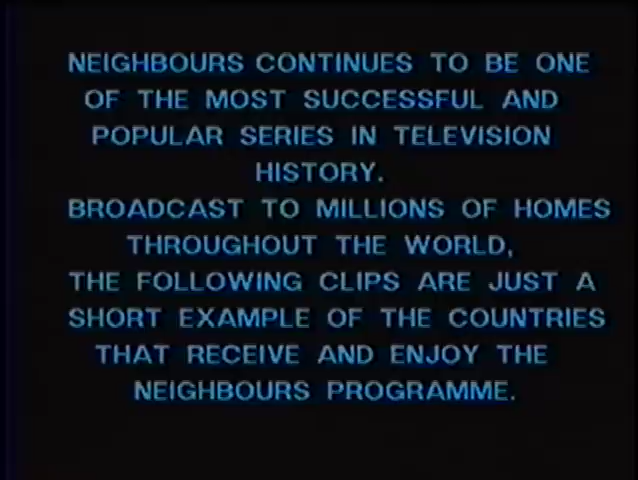 NEIGHBOURS CONTINUES TO BE ONE
OF THE MOST SUCCESSFUL AND
POPULAR SERIES IN TELEVISION
HISTORY.
BROADCAST TO MILLIONS OF HOMES
THROUGHOUT THE WORLD,
THE FOLLOWING CLIPS ARE JUST A
SHORT EXAMPLE OF THE COUNTRIES
THAT RECEIVE AND ENJOY THE
NEIGHBOURS PROGRAMME.